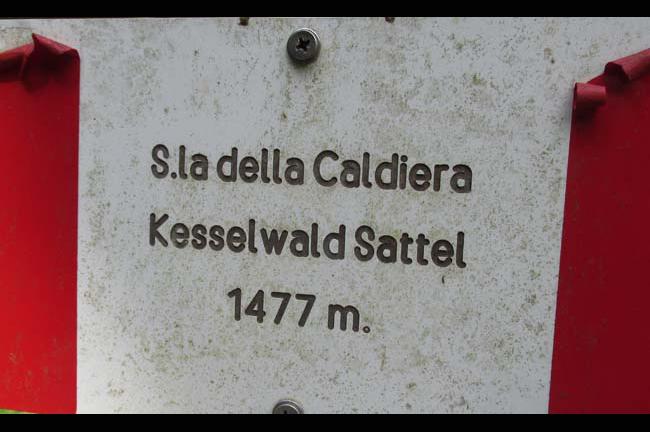 S.la della Caldiera
Kesselwald Sattel
1477 m.